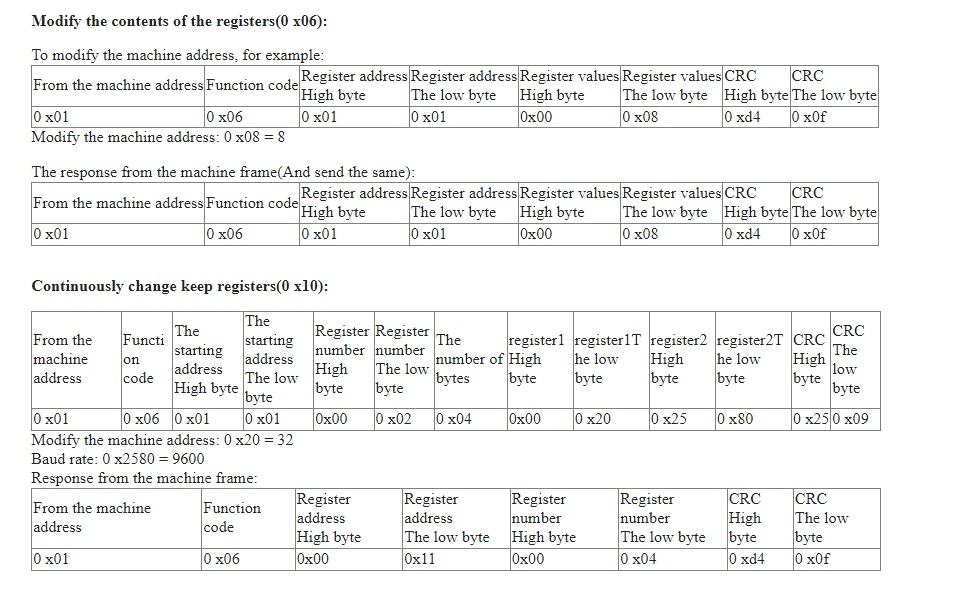 Modify the contents of the registers(0 x06):
To modify the machine address, for example:
From the machine address Function code Register address High byte Register address The low byte Register values High byte Register values The low byte CRC High byte CRC The low byte
0 x01 0 x06 0 x01 0 x01 0x00 0 x08 0 xd4 0 x0f
Modify the machine address: 0 x08 = 8
The response from the machine frame(And send the same):
From the machine address Function code Register address High byte Register address The low byte Register values High byte Register values The low byte CRC High byte CRC The low byte
0 x01 0 x06 0 x01 0 x01 0x00 0 x08 0 xd4 0 x0f
Continuously change keep registers(0 x10):
From the machine address Functi on code The starting address High byte The starting address The low byte Register number High byte Register number The low byte The number of bytes register1 High byte register1T he low byte register2 High byte register2T he low byte CRC High byte CRC The low byte
0 x01 0 x06 0 x01 0 x01 0x00 0 x02 0 x04 0x00 0 x20 0 x25 0 x80 0 x25 0 x09
Modify the machine address: 0 x20 = 32
Baud rate: 0 x2580 = 9600
Response from the machine frame:
From the machine address Function code Register address High byte Register address The low byte Register number High byte Register number The low byte CRC High byte CRC The low byte
0 x01 0 x06 0x00 0x11 0x00 0 x04 0 xd4 0 x0f